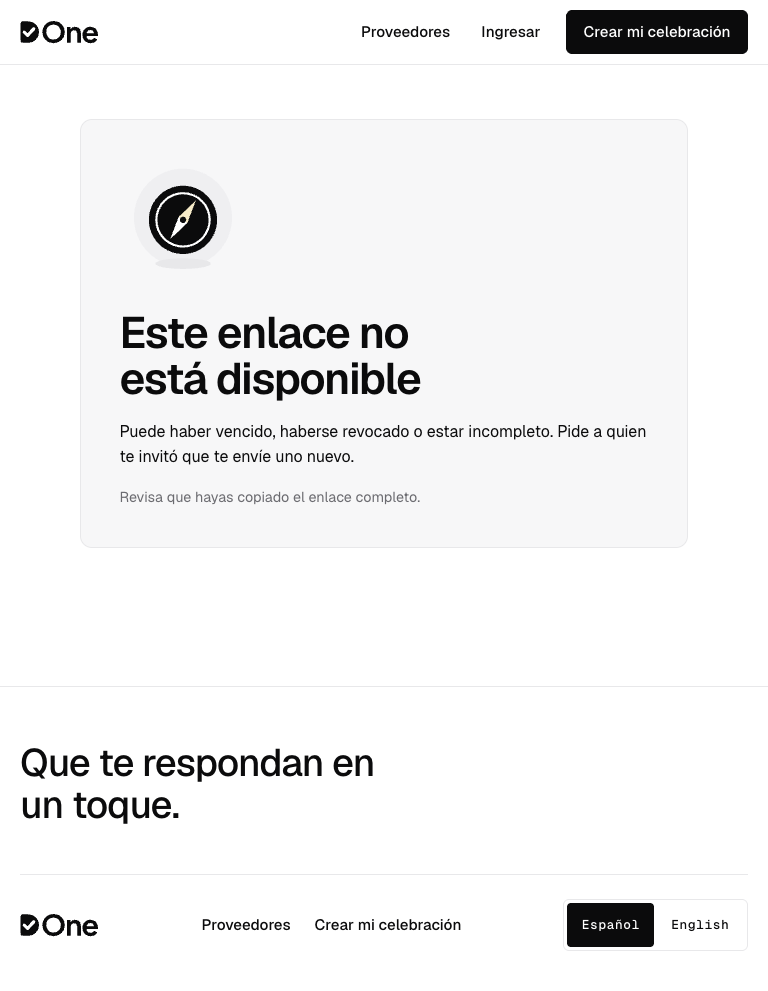 One
Proveedores
Ingresar
Crear mi celebración
Este enlace no
está disponible
Puede haber vencido, haberse revocado o estar incompleto. Pide a quien
te invitó que te envíe uno nuevo.
Revisa que hayas copiado el enlace completo.
Que te respondan en
un toque.
One
Proveedores
Crear mi celebración
Español
English